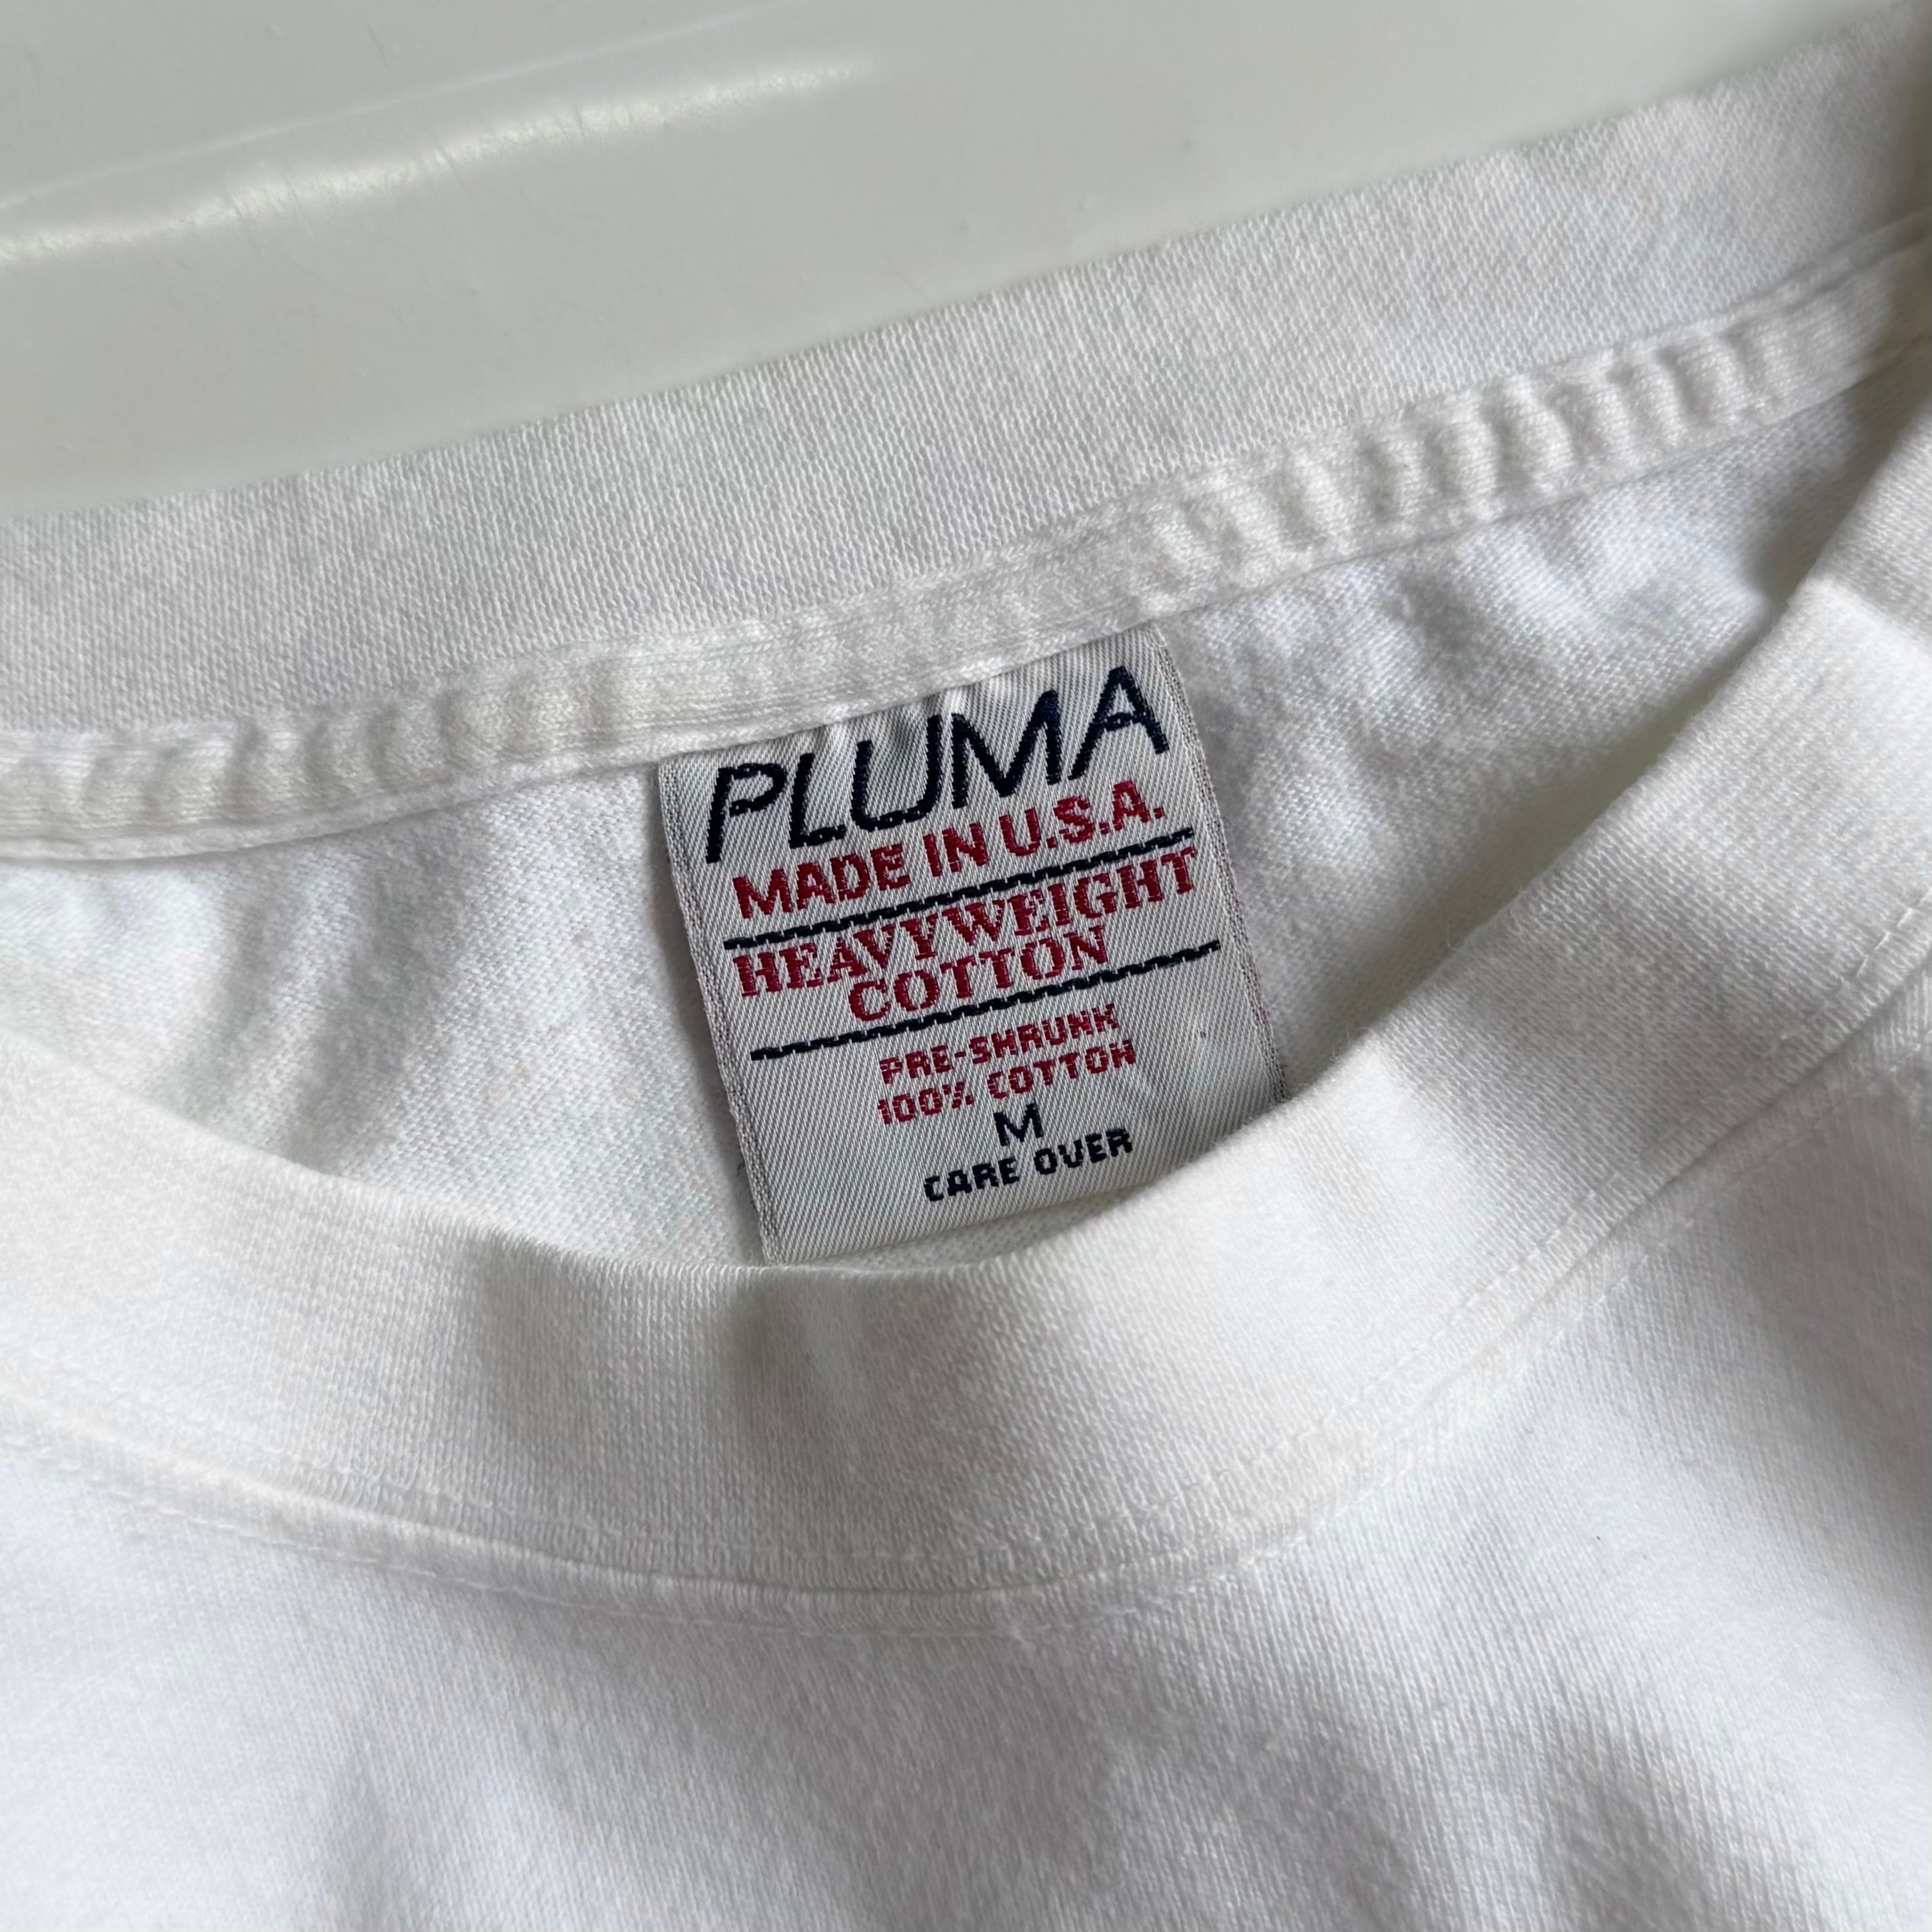 PLUMA
MADE IN U.S.A.
HEAVYWEIGHT
COTTON
PRE-SHRUNK
100% COTTON
M
CARE OVER